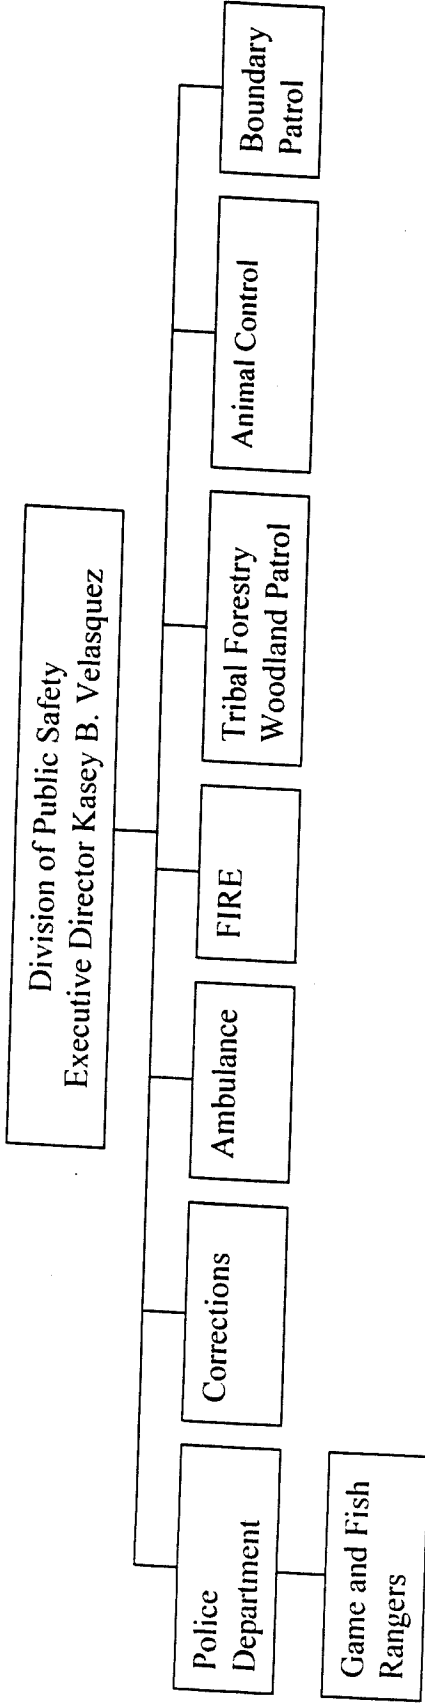 Division of Public Safety
Executive Director Kasey B. Velasquez
Police
Department
Corrections
Ambulance
FIRE
Tribal Forestry
Woodland Patrol
Animal Control
Boundary
Patrol
Game and Fish
Rangers